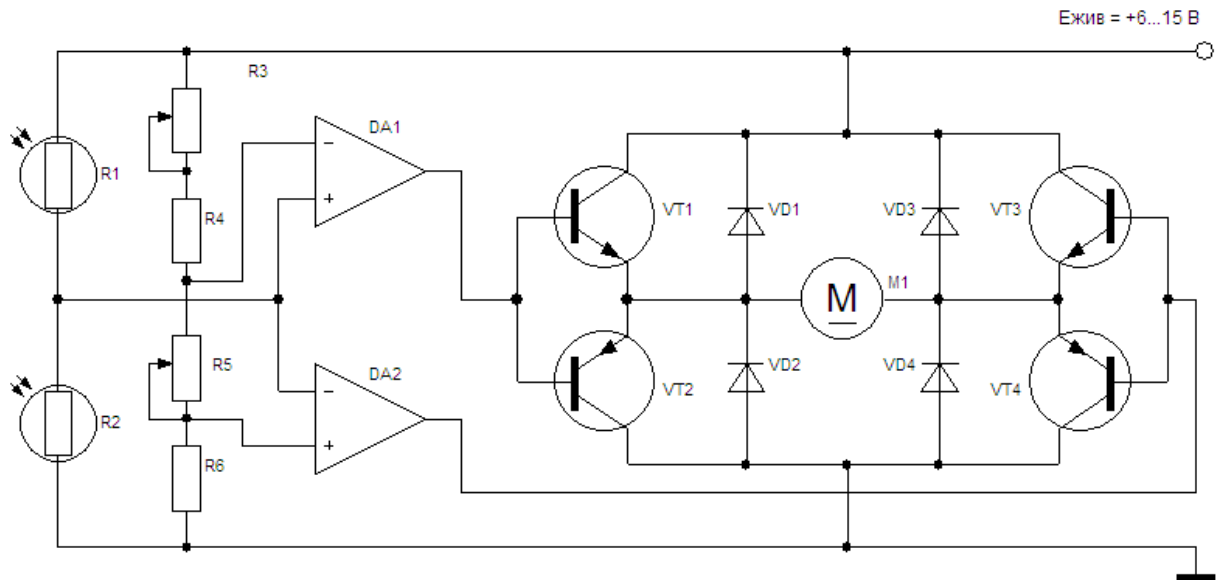 Eжив = +6...15 В
R3
DA1
−
+
R1
R4
VT1
VD1
VD3
VT3
M
M1
R5
DA2
−
+
R2
R6
VT2
VD2
VD4
VT4